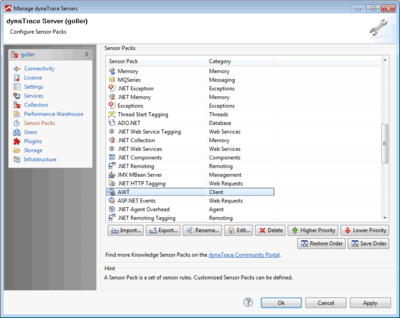 Manage dynaTrace Servers
dynaTrace Server (goller)
Configure Sensor Packs
goller
Connectivity
License
Settings
Services
Collectors
Performance Warehouse
Sensor Packs
Users
Plugins
Storage
Infrastructure
Sensor Packs
Sensor Pack Category
Memory Memory
MQSeries Messaging
.NET Exception Exceptions
.NET Memory Memory
Exceptions Exceptions
Thread Start Tagging Threads
ADO.NET Database
.NET Web Service Tagging Web Services
.NET Collection Memory
.NET Web Services Web Services
.NET Components Components
.NET Remoting Remoting
JMX MBean Server Management
.NET HTTP Tagging Web Requests
AWT Client
ASP.NET Events Web Requests
.NET Agent Overhead Agent
.NET Remoting Tagging Remoting
Import... Export... Rename... Edit... Delete Higher Priority Lower Priority
Restore Order Save Order
Find more Knowledge Sensor Packs on the dynaTrace Community Portal.
Hint
A Sensor Pack is a set of sensor rules. Customized Sensor Packs can be defined.
Ok Cancel Apply